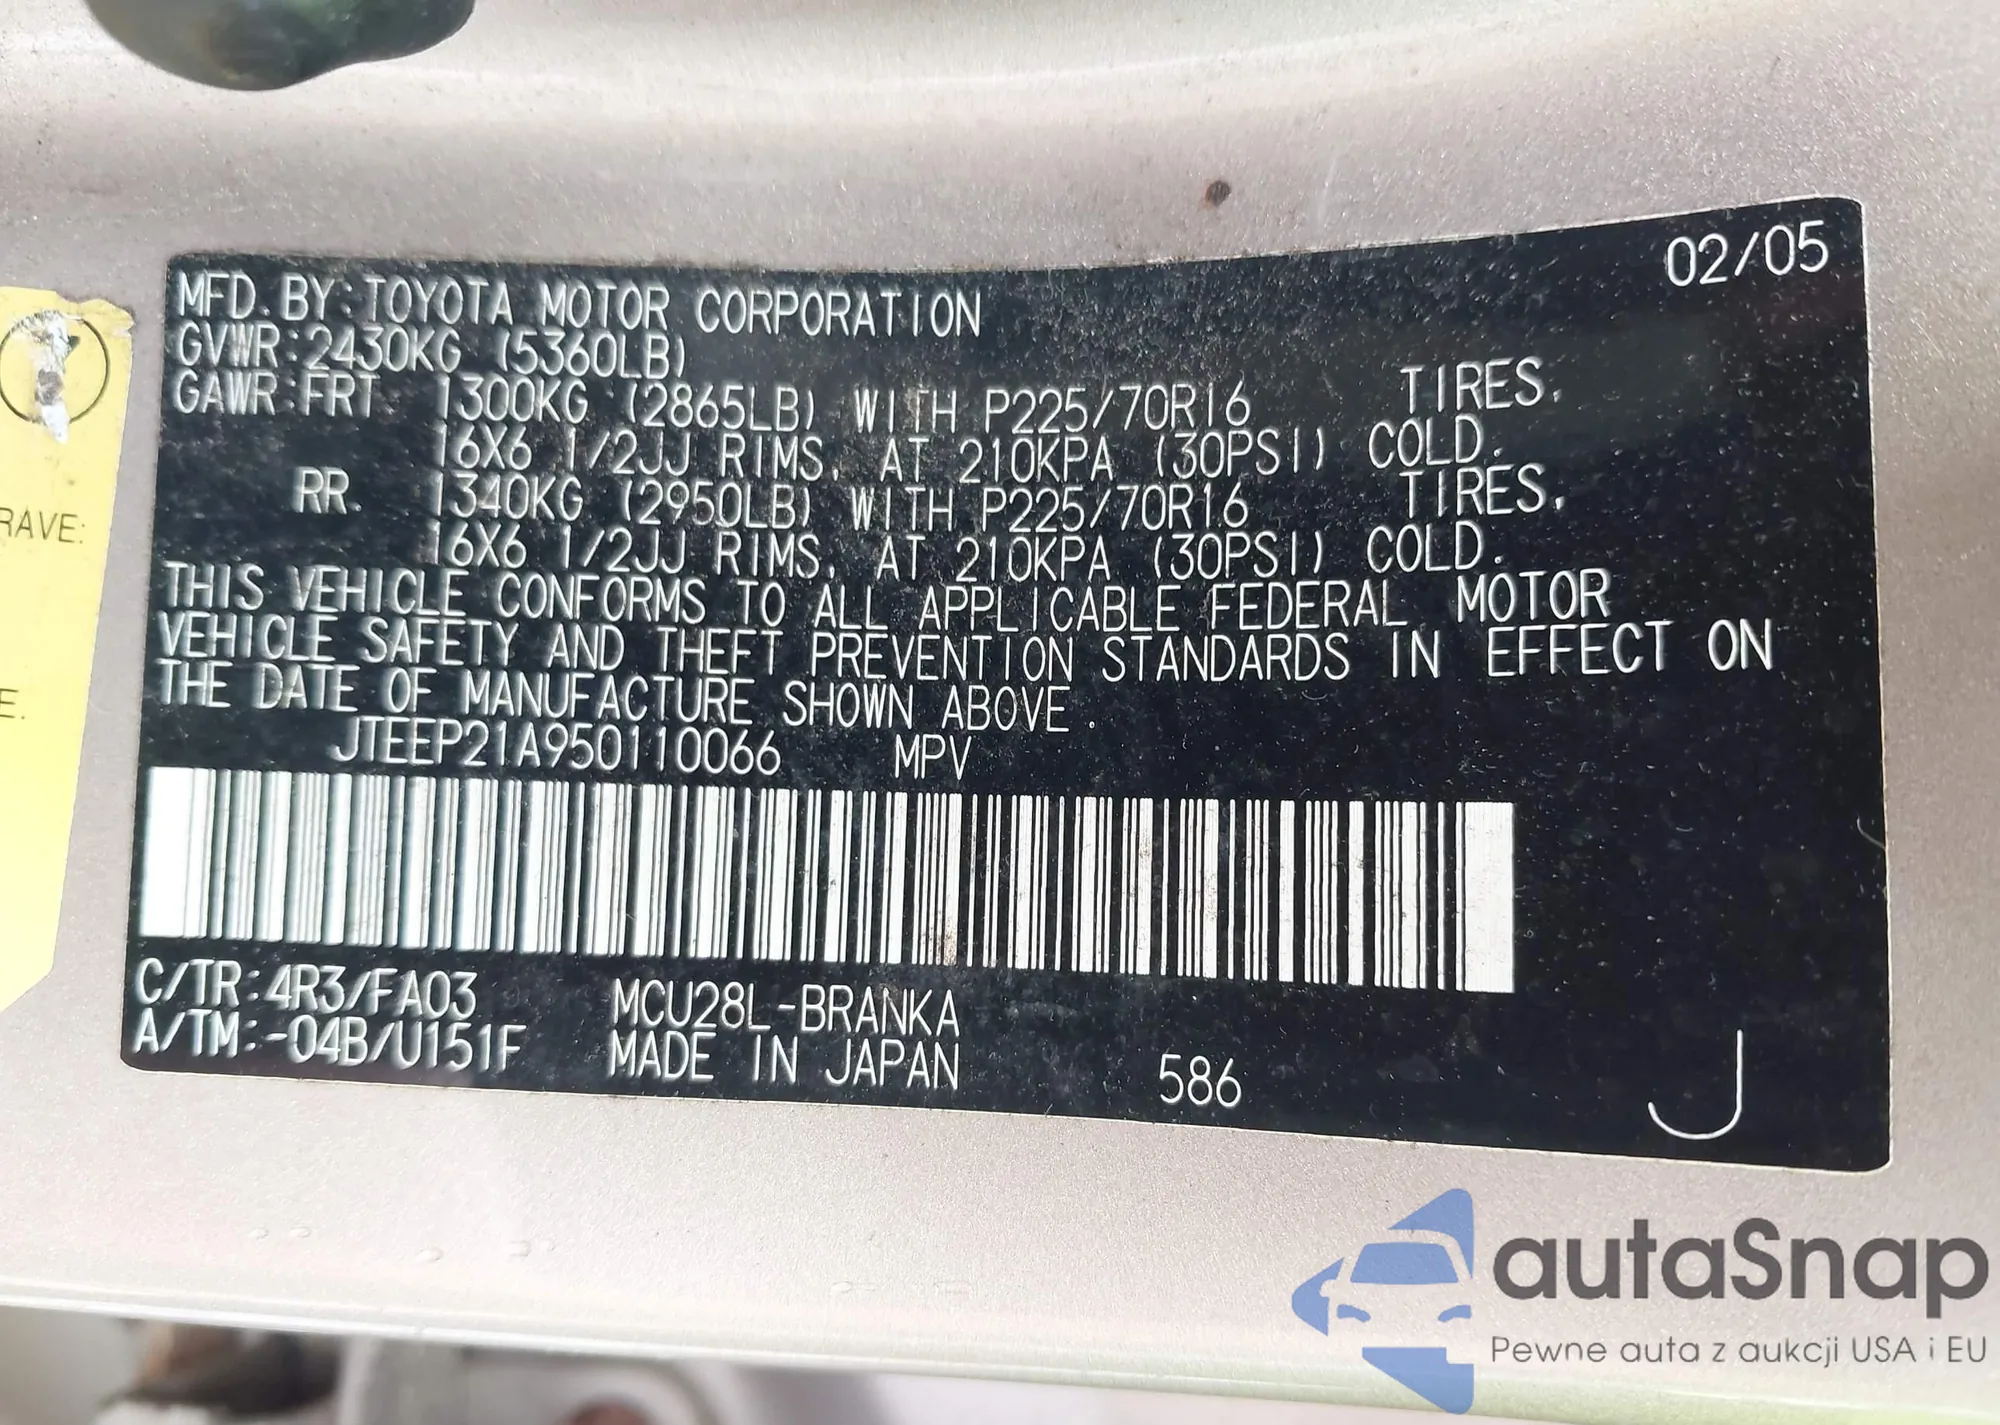 02/05
MFD. BY: TOYOTA MOTOR CORPORATION
GVWR: 2430KG (5360LB)
GAWR: FRT 1300KG (2865LB) WITH P225/70R16 TIRES,
16X6 1/2JJ RIMS, AT 210KPA (30PSI) COLD.
RR. 1340KG (2950LB) WITH P225/70R16 TIRES,
16X6 1/2JJ RIMS, AT 210KPA (30PSI) COLD.
THIS VEHICLE CONFORMS TO ALL APPLICABLE FEDERAL MOTOR
VEHICLE SAFETY AND THEFT PREVENTION STANDARDS IN EFFECT ON
THE DATE OF MANUFACTURE SHOWN ABOVE.
JTEEP21A950110066 MPV
C/TR: 4R3/FA03 MCU28L-BRANKA
A/TM: -04B/U151F MADE IN JAPAN 586 J
RAVE:
E.
autaSnap
Pewne auta z aukcji USA i EU